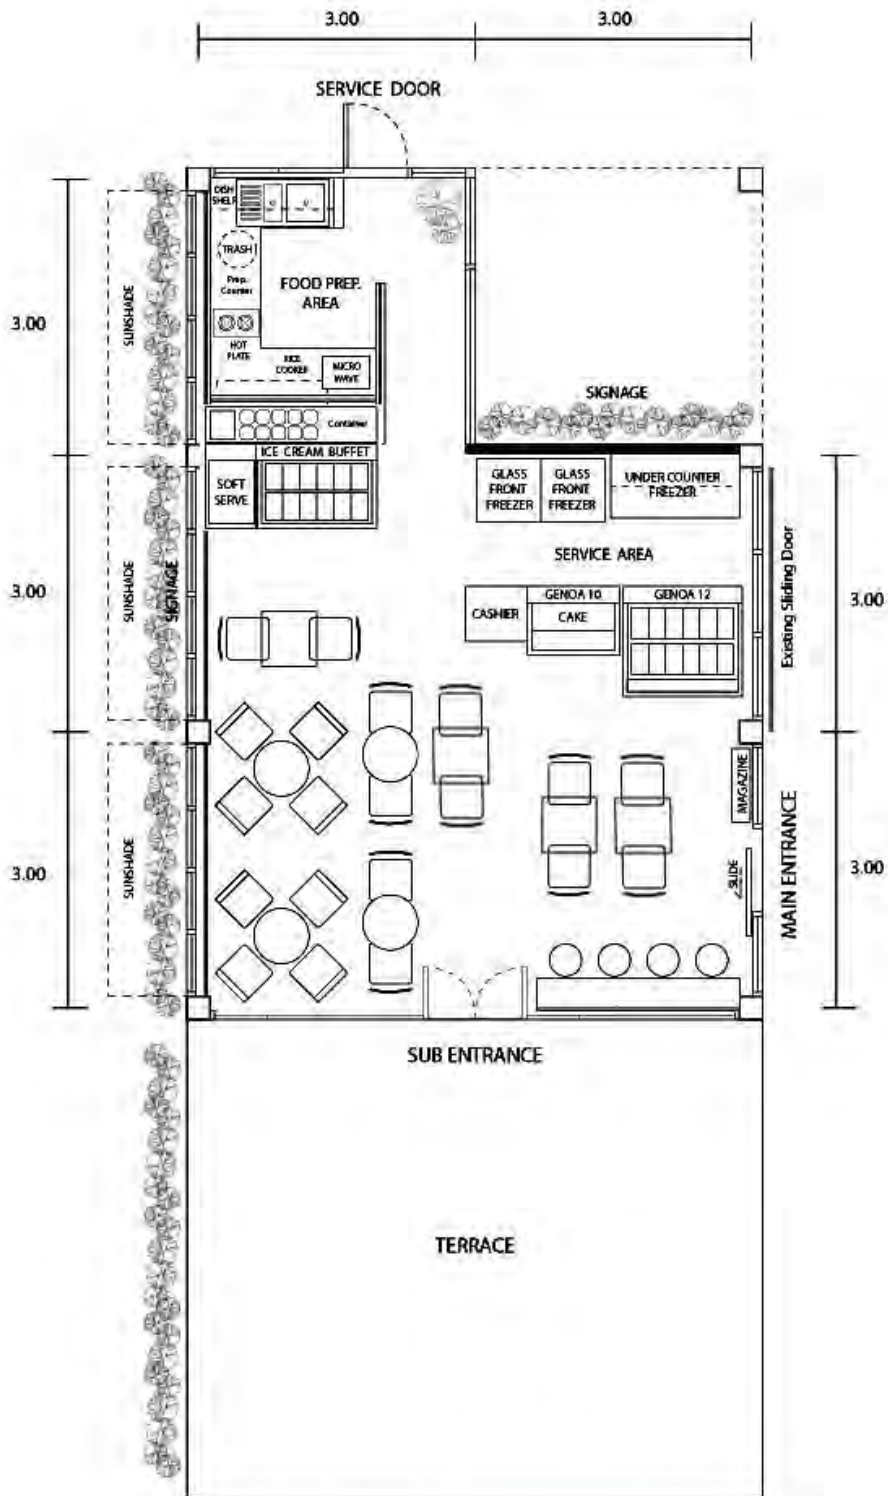 3.00
3.00
SERVICE DOOR
DISH
SHELF
TRASH
Prep.
Counter
FOOD PREP.
AREA
SUNSHADE
3.00
HOT
PLATE
RICE
COOKER
MICRO
WAVE
SIGNAGE
Container
ICE CREAM BUFFET
SOFT
SERVE
GLASS
FRONT
FREEZER
GLASS
FRONT
FREEZER
UNDER COUNTER
FREEZER
SERVICE AREA
3.00
SUNSHADE
SIGNAGE
CASHIER
GENOA 10
CAKE
GENOA 12
Existing Sliding Door
3.00
MAGAZINE
SUNSHADE
3.00
SLIDE
MAIN ENTRANCE
3.00
SUB ENTRANCE
TERRACE